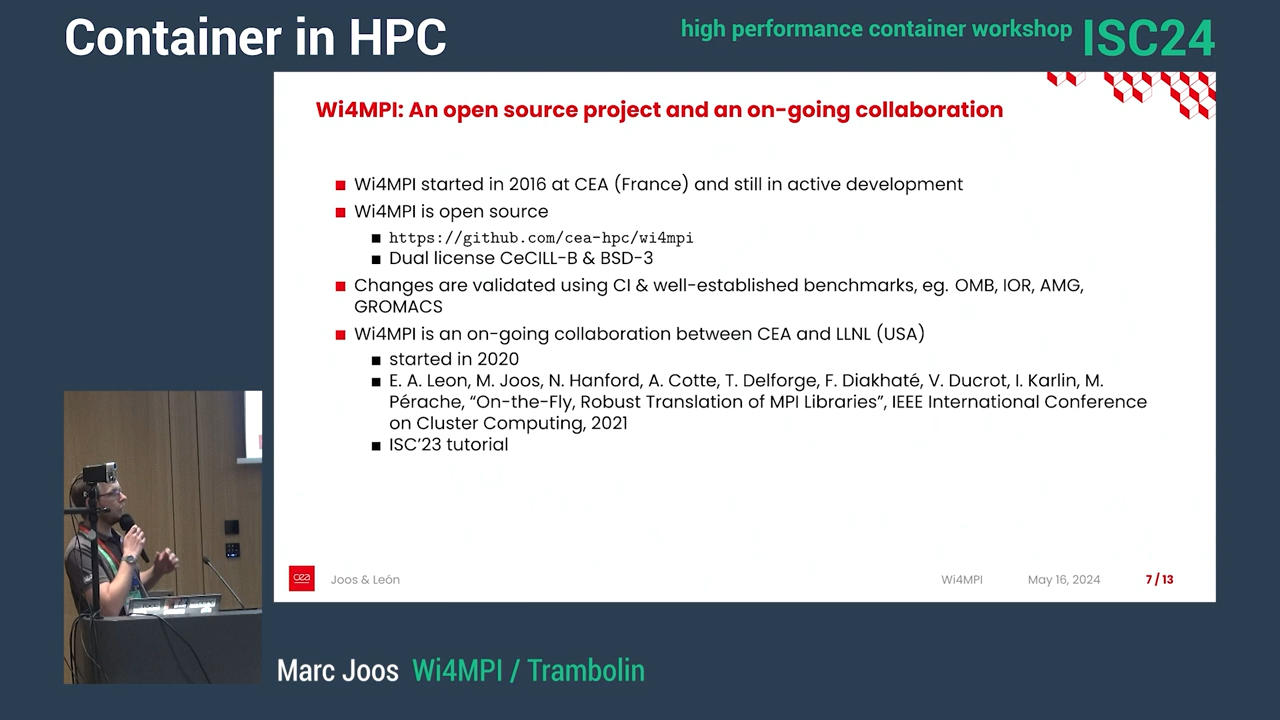 Container in HPC
high performance container workshop ISC24
Wi4MPI: An open source project and an on-going collaboration
Wi4MPI started in 2016 at CEA (France) and still in active development
Wi4MPI is open source
https://github.com/cea-hpc/wi4mpi
Dual license CeCILL-B & BSD-3
Changes are validated using CI & well-established benchmarks, eg. OMB, IOR, AMG,
GROMACS
Wi4MPI is an on-going collaboration between CEA and LLNL (USA)
started in 2020
E. A. Leon, M. Joos, N. Hanford, A. Cotte, T. Delforge, F. Diakhaté, V. Ducrot, I. Karlin, M.
Pérache, “On-the-Fly, Robust Translation of MPI Libraries”, IEEE International Conference
on Cluster Computing, 2021
ISC’23 tutorial
cea
Joos & León
Wi4MPI
May 16, 2024
7 / 13
Marc Joos Wi4MPI / Trambolin